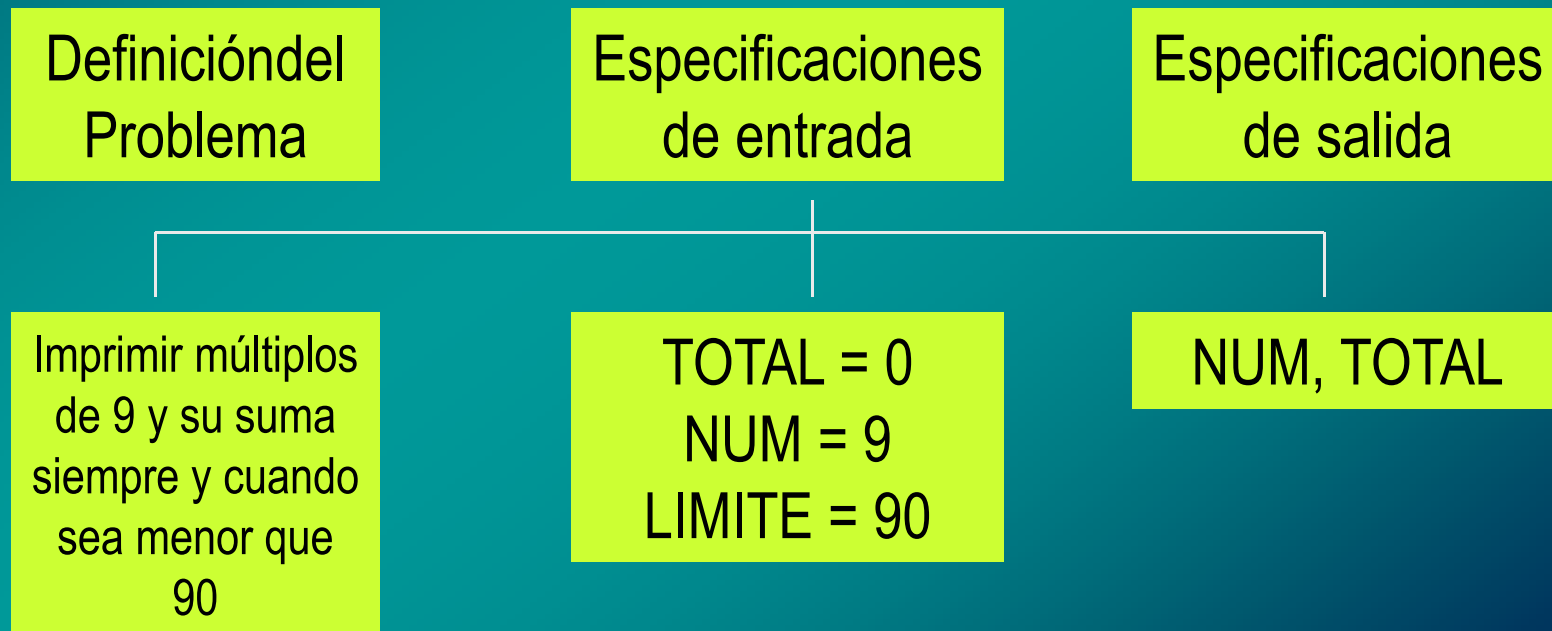 Definicióndel
Problema
Especificaciones
de entrada
Especificaciones
de salida
Imprimir múltiplos
de 9 y su suma
siempre y cuando
sea menor que
90
TOTAL = 0
NUM = 9
LIMITE = 90
NUM, TOTAL